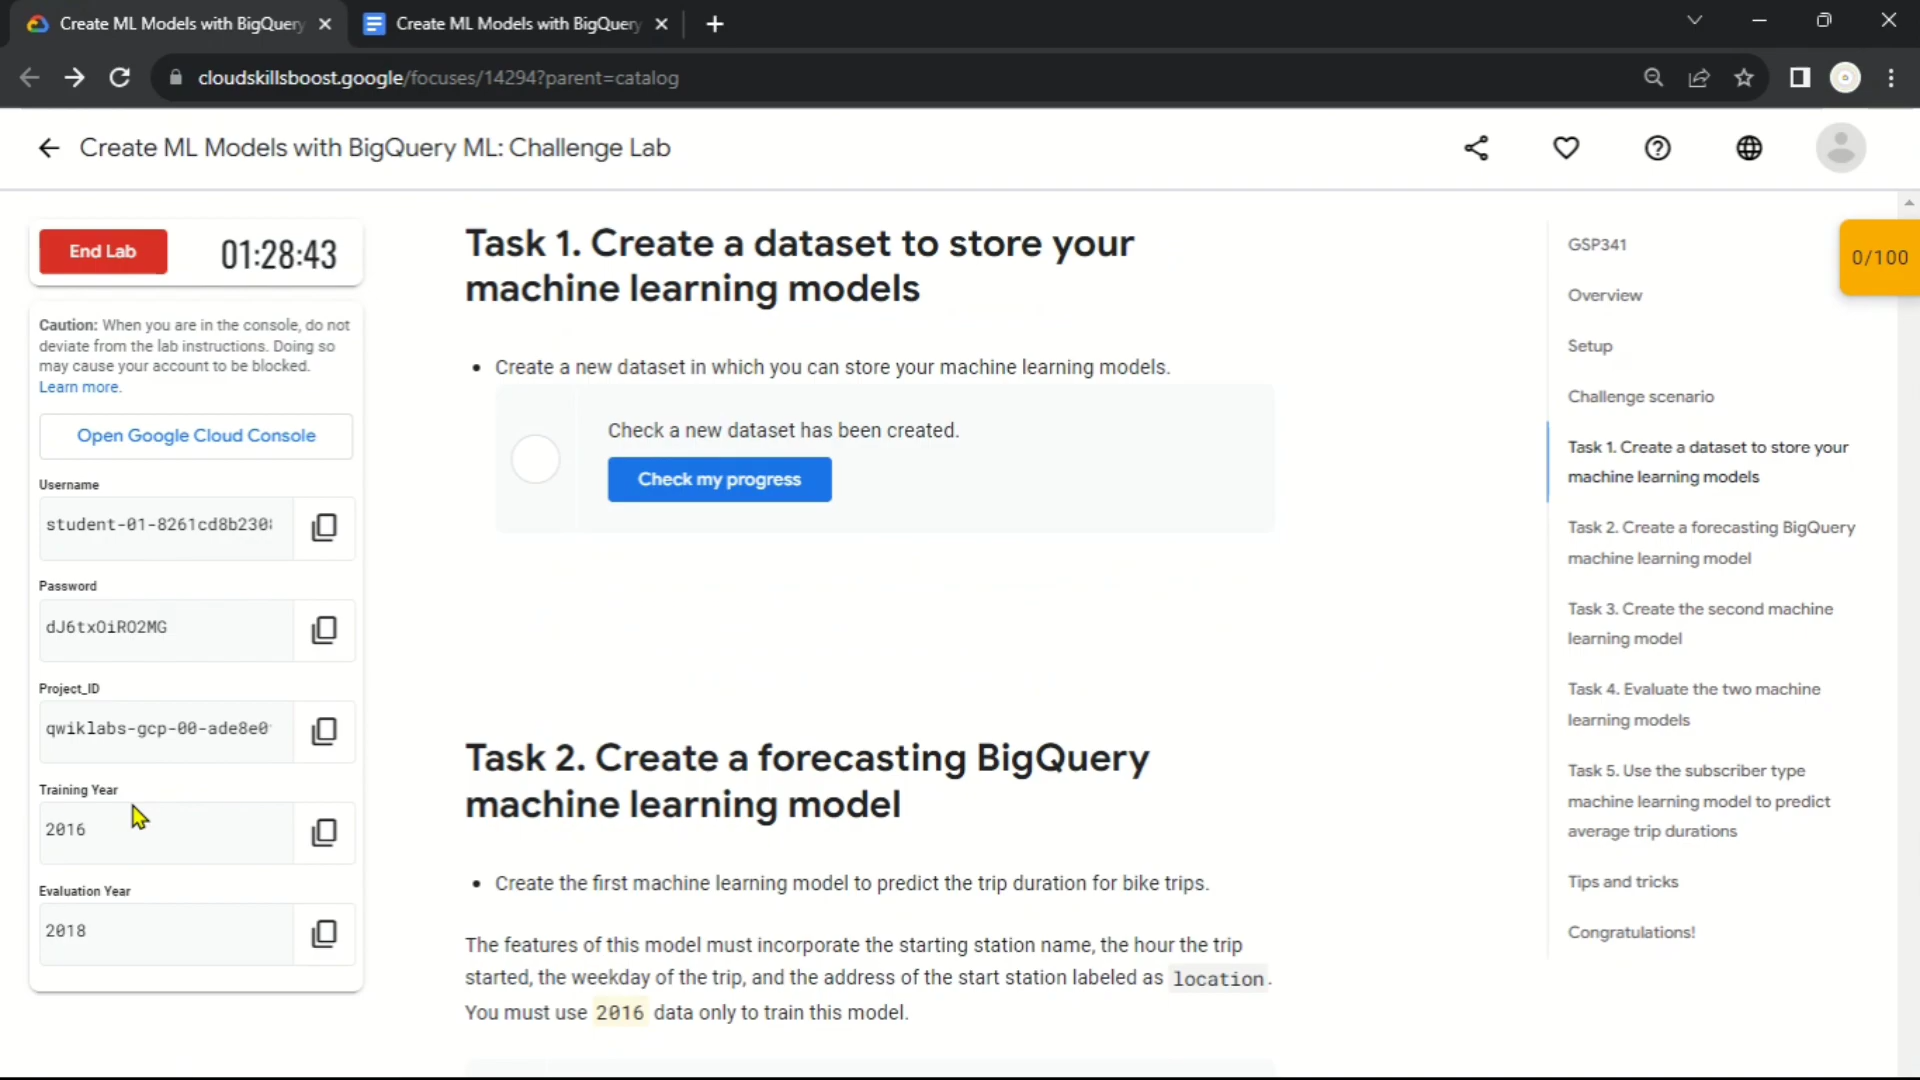 Create ML Models with BigQuery
Create ML Models with BigQuery
cloudskillsboost.google/focuses/14294?parent=catalog
Create ML Models with BigQuery ML: Challenge Lab
End Lab
01:28:43
Caution: When you are in the console, do not
deviate from the lab instructions. Doing so
may cause your account to be blocked.
Learn more.
Open Google Cloud Console
Username
student-01-8261cd8b230
Password
dJ6txOiRO2MG
Project_ID
qwiklabs-gcp-00-ade8e0
Training Year
2016
Evaluation Year
2018
Task 1. Create a dataset to store your
machine learning models
• Create a new dataset in which you can store your machine learning models.
Check a new dataset has been created.
Check my progress
Task 2. Create a forecasting BigQuery
machine learning model
• Create the first machine learning model to predict the trip duration for bike trips.
The features of this model must incorporate the starting station name, the hour the trip
started, the weekday of the trip, and the address of the start station labeled as location.
You must use 2016 data only to train this model.
GSP341
Overview
Setup
Challenge scenario
Task 1. Create a dataset to store your
machine learning models
Task 2. Create a forecasting BigQuery
machine learning model
Task 3. Create the second machine
learning model
Task 4. Evaluate the two machine
learning models
Task 5. Use the subscriber type
machine learning model to predict
average trip durations
Tips and tricks
Congratulations!
0/100